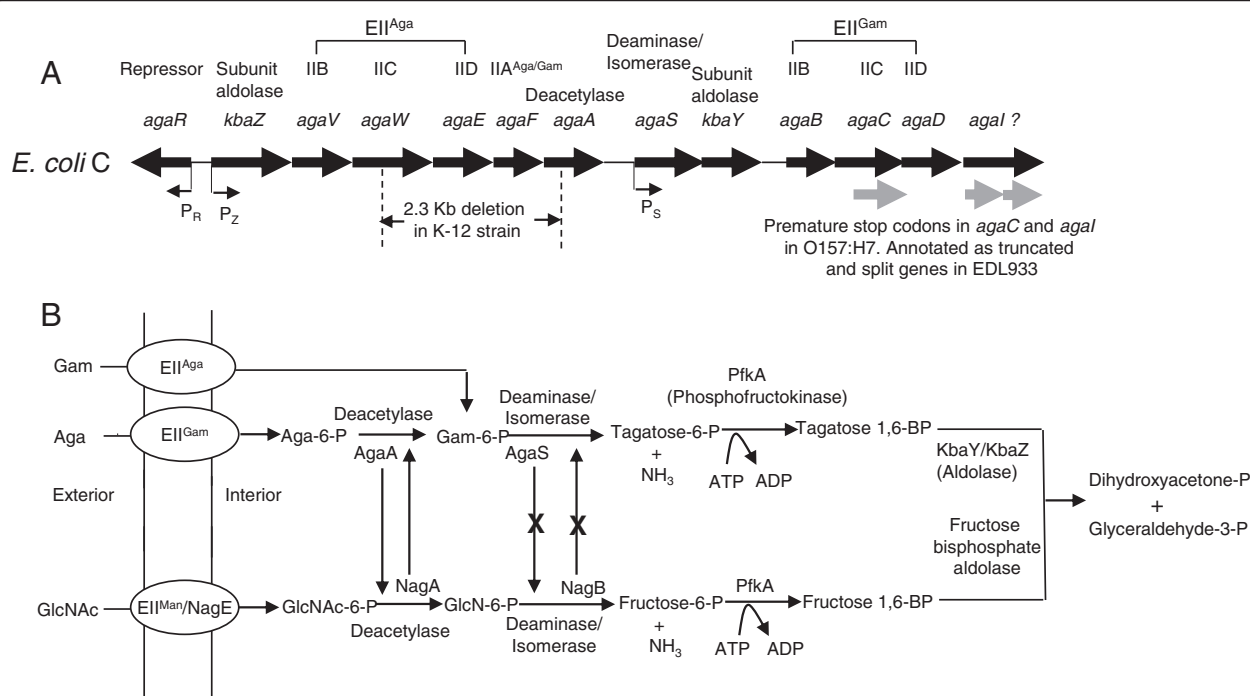 A
EII^Aga
EII^Gam
Repressor
Subunit
aldolase
IIB
IIC
IID
IIA^Aga/Gam
Deacetylase
Deaminase/
Isomerase
Subunit
aldolase
IIB
IIC
IID
agaR
kbaZ
agaV
agaW
agaE
agaF
agaA
agaS
kbaY
agaB
agaC
agaD
agaI ?
E. coli C
P_R
P_Z
2.3 Kb deletion
in K-12 strain
P_S
Premature stop codons in agaC and agaI
in O157:H7. Annotated as truncated
and split genes in EDL933
B
Gam
EII^Aga
Aga
EII^Gam
Aga-6-P
Deacetylase
AgaA
Gam-6-P
Deaminase/
Isomerase
AgaS
Tagatose-6-P
+
NH3
PfkA
(Phosphofructokinase)
ATP
ADP
Tagatose 1,6-BP
KbaY/KbaZ
(Aldolase)
Exterior
Interior
Dihydroxyacetone-P
+
Glyceraldehyde-3-P
X
X
Fructose
bisphosphate
aldolase
GlcNAc
EII^Man/NagE
GlcNAc-6-P
NagA
Deacetylase
GlcN-6-P
NagB
Deaminase/
Isomerase
Fructose-6-P
+
NH3
PfkA
ATP
ADP
Fructose 1,6-BP